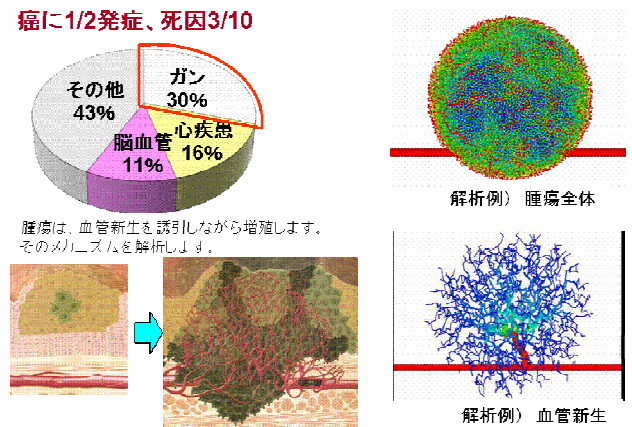 癌に1/2発症、死因3/10
その他
43%
ガン
30%
脳血管
11%
心疾患
16%
腫瘍は、血管新生を誘引しながら増殖します。
そのメカニズムを解析します。
解析例） 腫瘍全体
解析例） 血管新生